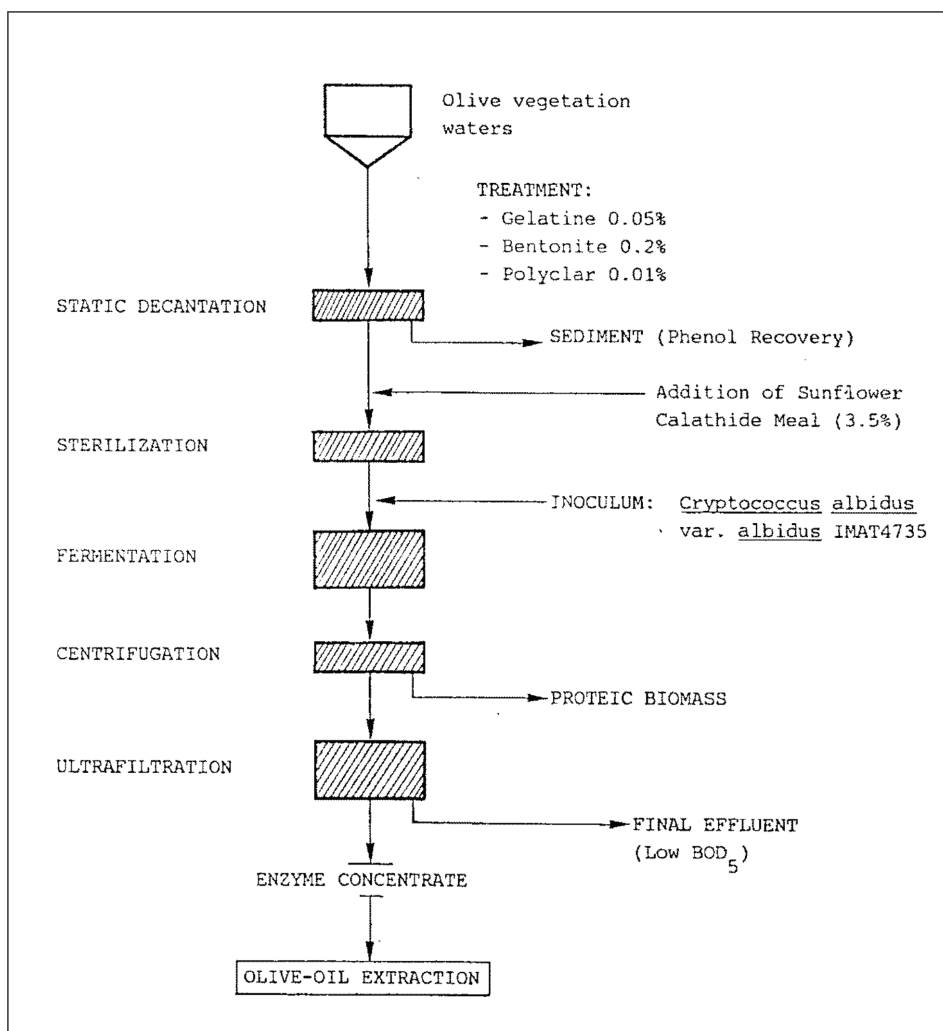 Olive vegetation
waters
TREATMENT:
- Gelatine 0.05%
- Bentonite 0.2%
- Polyclar 0.01%
STATIC DECANTATION
SEDIMENT (Phenol Recovery)
Addition of Sunflower
Calathide Meal (3.5%)
STERILIZATION
INOCULUM: Cryptococcus albidus
var. albidus IMAT4735
FERMENTATION
CENTRIFUGATION
PROTEIC BIOMASS
ULTRAFILTRATION
FINAL EFFLUENT
(Low BOD5)
ENZYME CONCENTRATE
OLIVE-OIL EXTRACTION